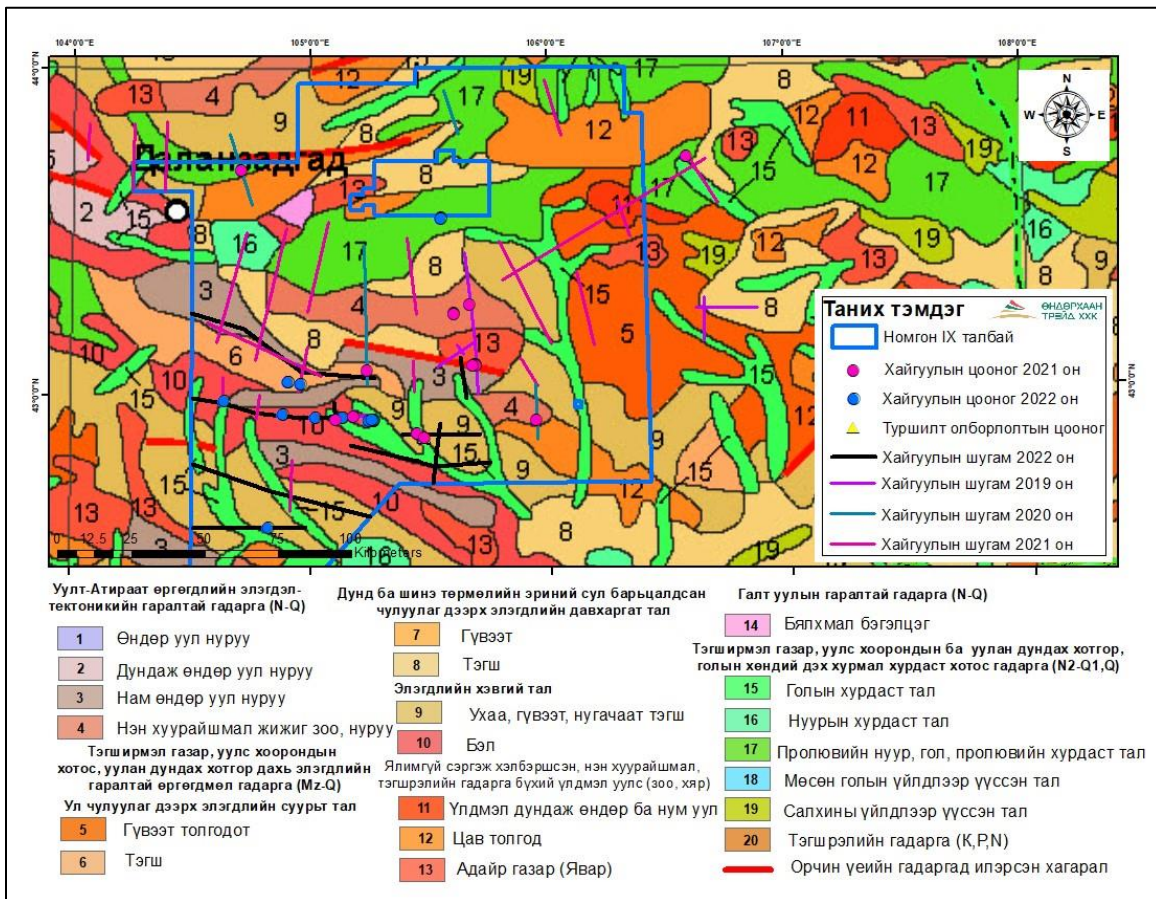 104°0'0"E
105°0'0"E
106°0'0"E
107°0'0"E
108°0'0"E
44°0'0"N
44°0'0"N
43°0'0"N
43°0'0"N
N
W
E
S
Даланзадгад
Таних тэмдэг
ӨНДӨРХААН
ТРЕЙД ХХК
Номгон IX талбай
Хайгуулын цооног 2021 он
Хайгуулын цооног 2022 он
Туршилт олборлолтын цооног
Хайгуулын шугам 2022 он
Хайгуулын шугам 2019 он
Хайгуулын шугам 2020 он
Хайгуулын шугам 2021 он
0 12.5 25 50 75 100
Kilometers
Уулт-Атираат өргөгдлийн элэгдэл-
тектоникийн гаралтай гадарга (N-Q)
1 Өндөр уул нуруу
2 Дундаж өндөр уул нуруу
3 Нам өндөр уул нуруу
4 Нэн хуурайшмал жижиг зоо, нуруу
Тэгширмэл газар, уулс хоорондын
хотос, уулан дундах хотгор дахь элэгдлийн
гаралтай өргөгдмөл гадарга (Mz-Q)
Ул чулуулаг дээрх элэгдлийн суурьт тал
5 Гүвээт толгодот
6 Тэгш
Дунд ба шинэ төрмөлийн эриний сул барьцалдсан
чулуулаг дээрх элэгдлийн давхаргат тал
7 Гүвээт
8 Тэгш
Элэгдлийн хэвгий тал
9 Ухаа, гүвээт, нугачаат тэгш
10 Бэл
Ялимгүй сэргэж хэлбэршсэн, нэн хуурайшмал,
тэгшрэлийн гадарга бүхий үлдмэл уулс (зоо, хяр)
11 Үлдмэл дундаж өндөр ба нум уул
12 Цав толгод
13 Адайр газар (Явар)
Галт уулын гаралтай гадарга (N-Q)
14 Бялхмал бэгэлцэг
Тэгширмэл газар, уулс хоорондын ба уулан дундах хотгор,
голын хөндий дэх хурмал хурдаст хотос гадарга (N2-Q1,Q)
15 Голын хурдаст тал
16 Нуурын хурдаст тал
17 Пролювийн нуур, гол, пролювийн хурдаст тал
18 Мөсөн голын үйлдлээр үүссэн тал
19 Салхины үйлдлээр үүссэн тал
20 Тэгшрэлийн гадарга (K,P,N)
Орчин үеийн гадаргад илэрсэн хагарал